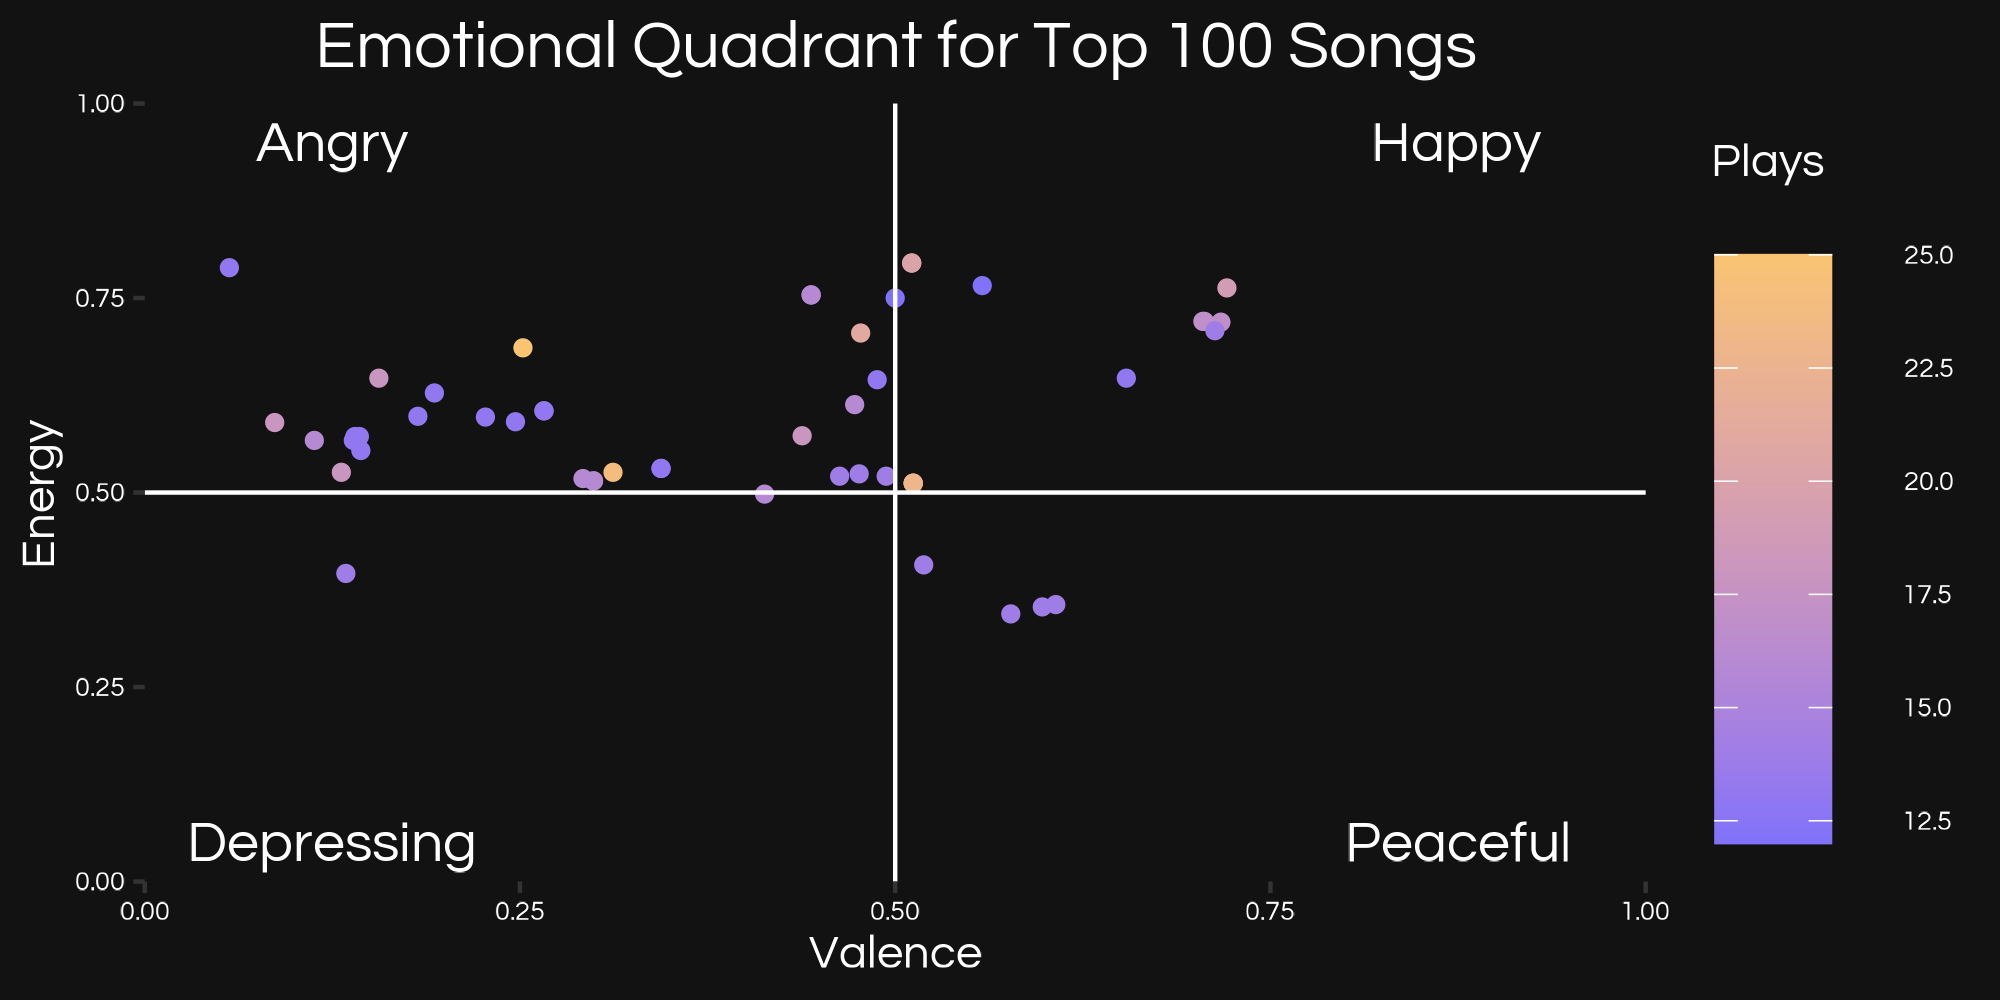 Emotional Quadrant for Top 100 Songs
1.00
Angry
Happy
Plays
25.0
0.75
22.5
Energy
0.50
20.0
17.5
0.25
15.0
Depressing
Peaceful
12.5
0.00
0.00
0.25
0.50
0.75
1.00
Valence